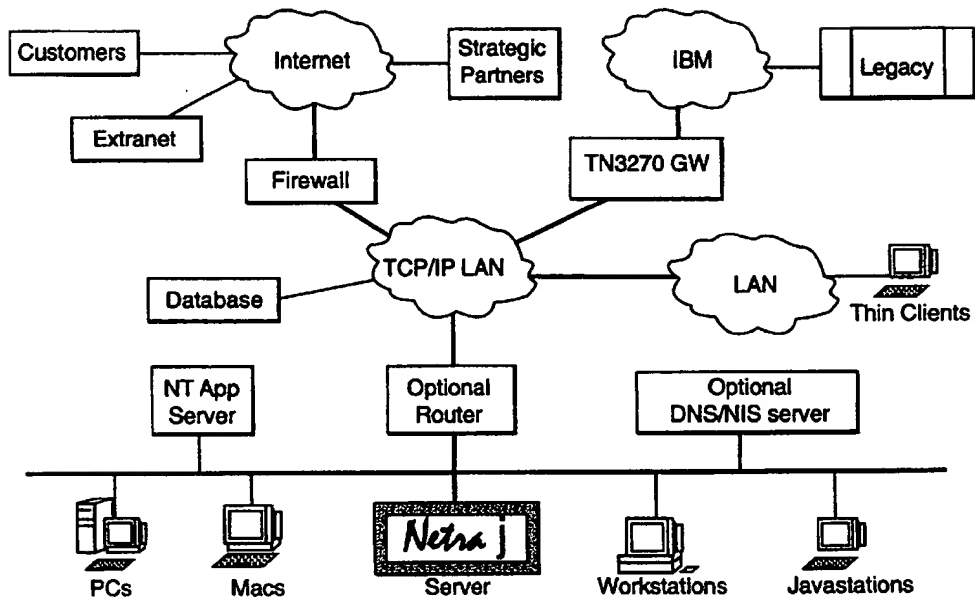 Customers
Internet
Strategic
Partners
IBM
Legacy
Extranet
Firewall
TN3270 GW
TCP/IP LAN
LAN
Database
Thin Clients
NT App
Server
Optional
Router
Optional
DNS/NIS server
Netra j
PCs
Macs
Server
Workstations
Javastations